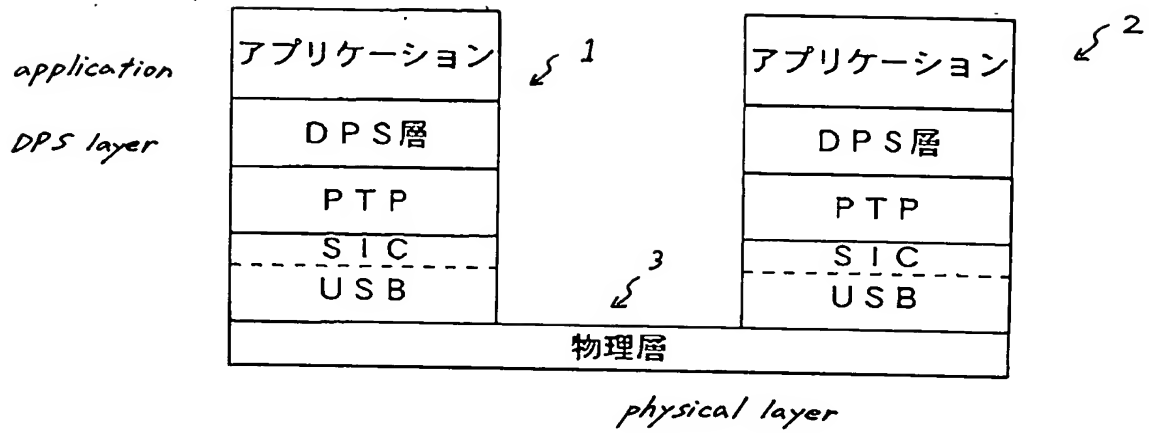 application
アプリケーション
1
アプリケーション
2
DPS layer
DPS層
DPS層
PTP
PTP
SIC
SIC
USB
3
USB
物理層
physical layer